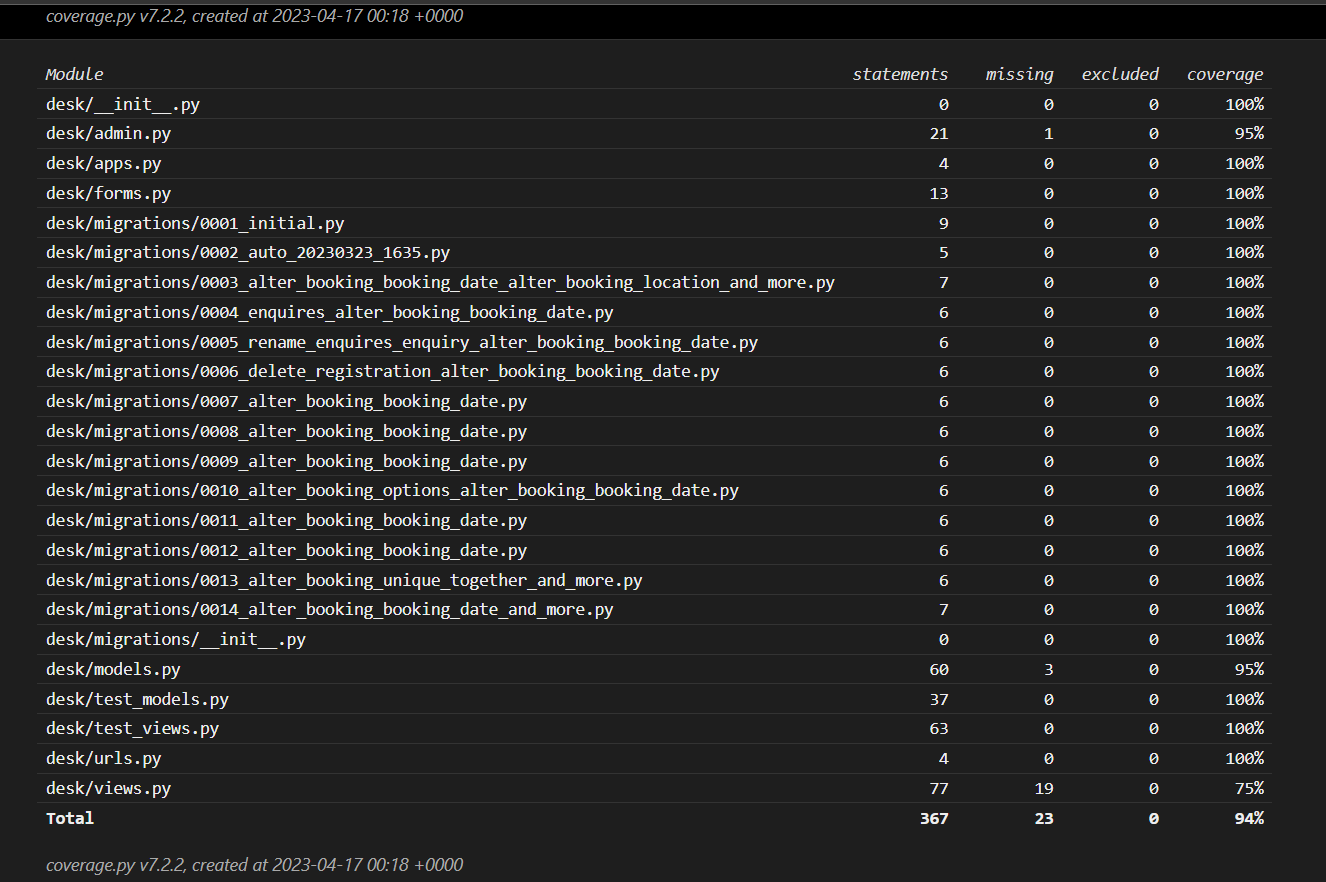 coverage.py v7.2.2, created at 2023-04-17 00:18 +0000
Module statements missing excluded coverage
desk/__init__.py 0 0 0 100%
desk/admin.py 21 1 0 95%
desk/apps.py 4 0 0 100%
desk/forms.py 13 0 0 100%
desk/migrations/0001_initial.py 9 0 0 100%
desk/migrations/0002_auto_20230323_1635.py 5 0 0 100%
desk/migrations/0003_alter_booking_booking_date_alter_booking_location_and_more.py 7 0 0 100%
desk/migrations/0004_enquires_alter_booking_booking_date.py 6 0 0 100%
desk/migrations/0005_rename_enquires_enquiry_alter_booking_booking_date.py 6 0 0 100%
desk/migrations/0006_delete_registration_alter_booking_booking_date.py 6 0 0 100%
desk/migrations/0007_alter_booking_booking_date.py 6 0 0 100%
desk/migrations/0008_alter_booking_booking_date.py 6 0 0 100%
desk/migrations/0009_alter_booking_booking_date.py 6 0 0 100%
desk/migrations/0010_alter_booking_options_alter_booking_booking_date.py 6 0 0 100%
desk/migrations/0011_alter_booking_booking_date.py 6 0 0 100%
desk/migrations/0012_alter_booking_booking_date.py 6 0 0 100%
desk/migrations/0013_alter_booking_unique_together_and_more.py 6 0 0 100%
desk/migrations/0014_alter_booking_booking_date_and_more.py 7 0 0 100%
desk/migrations/__init__.py 0 0 0 100%
desk/models.py 60 3 0 95%
desk/test_models.py 37 0 0 100%
desk/test_views.py 63 0 0 100%
desk/urls.py 4 0 0 100%
desk/views.py 77 19 0 75%
Total 367 23 0 94%
coverage.py v7.2.2, created at 2023-04-17 00:18 +0000